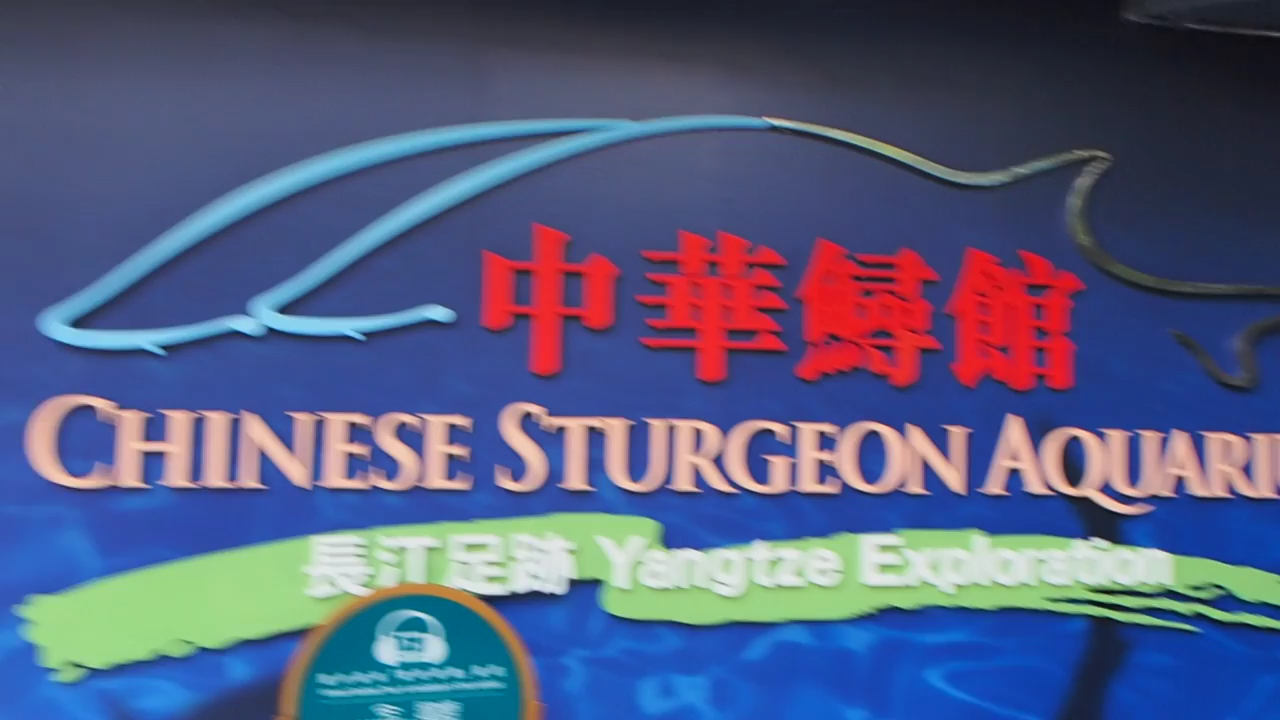 中華鱘館
CHINESE STURGEON AQUARI
長江足跡 Yangtze Exploration